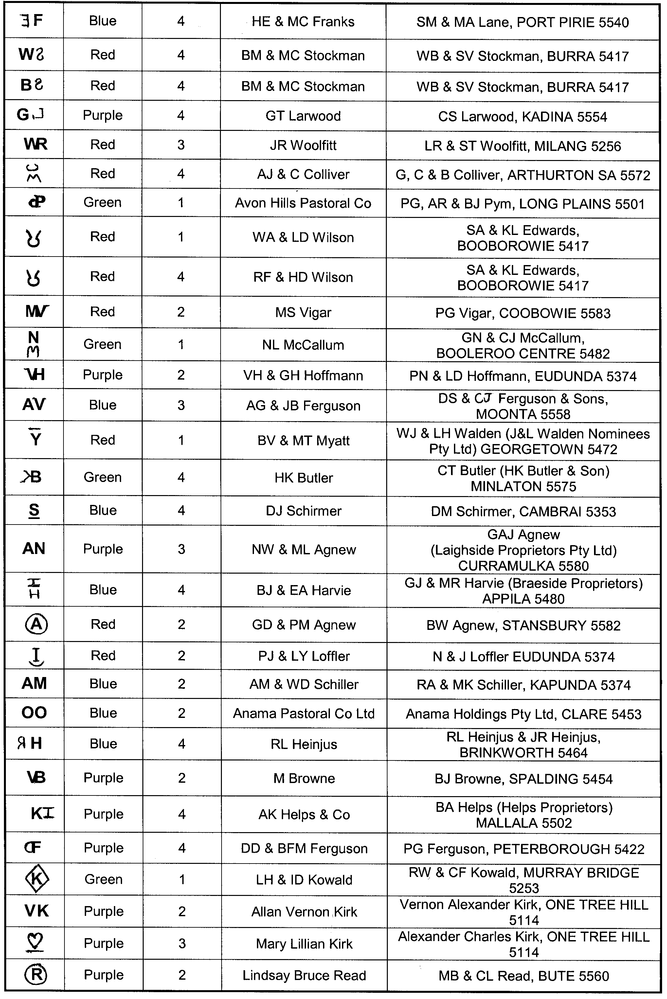 ƎF Blue 4 HE & MC Franks SM & MA Lane, PORT PIRIE 5540
W Red 4 BM & MC Stockman WB & SV Stockman, BURRA 5417
B Red 4 BM & MC Stockman WB & SV Stockman, BURRA 5417
G Purple 4 GT Larwood CS Larwood, KADINA 5554
WR Red 3 JR Woolfitt LR & ST Woolfitt, MILANG 5256
M Red 4 AJ & C Colliver G, C & B Colliver, ARTHURTON SA 5572
dP Green 1 Avon Hills Pastoral Co PG, AR & BJ Pym, LONG PLAINS 5501
Red 1 WA & LD Wilson SA & KL Edwards,
BOOBOROWIE 5417
Red 4 RF & HD Wilson SA & KL Edwards,
BOOBOROWIE 5417
MV Red 2 MS Vigar PG Vigar, COOBOWIE 5583
N
M Green 1 NL McCallum GN & CJ McCallum,
BOOLEROO CENTRE 5482
VH Purple 2 VH & GH Hoffmann PN & LD Hoffmann, EUDUNDA 5374
AV Blue 3 AG & JB Ferguson DS & CJ Ferguson & Sons,
MOONTA 5558
Y Red 1 BV & MT Myatt WJ & LH Walden (J&L Walden Nominees
Pty Ltd) GEORGETOWN 5472
B Green 4 HK Butler CT Butler (HK Butler & Son)
MINLATON 5575
S Blue 4 DJ Schirmer DM Schirmer, CAMBRAI 5353
AN Purple 3 NW & ML Agnew GAJ Agnew
(Laighside Proprietors Pty Ltd)
CURRAMULKA 5580
H Blue 4 BJ & EA Harvie GJ & MR Harvie (Braeside Proprietors)
APPILA 5480
A Red 2 GD & PM Agnew BW Agnew, STANSBURY 5582
I Red 2 PJ & LY Loffler N & J Loffler EUDUNDA 5374
AM Blue 2 AM & WD Schiller RA & MK Schiller, KAPUNDA 5374
OO Blue 2 Anama Pastoral Co Ltd Anama Holdings Pty Ltd, CLARE 5453
ЯH Blue 4 RL Heinjus RL Heinjus & JR Heinjus,
BRINKWORTH 5464
VB Purple 2 M Browne BJ Browne, SPALDING 5454
KI Purple 4 AK Helps & Co BA Helps (Helps Proprietors)
MALLALA 5502
F Purple 4 DD & BFM Ferguson PG Ferguson, PETERBOROUGH 5422
K Green 1 LH & ID Kowald RW & CF Kowald, MURRAY BRIDGE
5253
VK Purple 2 Allan Vernon Kirk Vernon Alexander Kirk, ONE TREE HILL
5114
♡ Purple 3 Mary Lillian Kirk Alexander Charles Kirk, ONE TREE HILL
5114
R Purple 2 Lindsay Bruce Read MB & CL Read, BUTE 5560